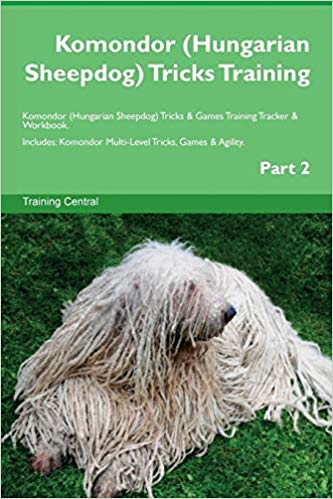 Komondor (Hungarian
Sheepdog) Tricks Training
Komondor (Hungarian Sheepdog) Tricks & Games Training Tracker &
Workbook.
Includes: Komondor Multi-Level Tricks, Games & Agility.
Part 2
Training Central